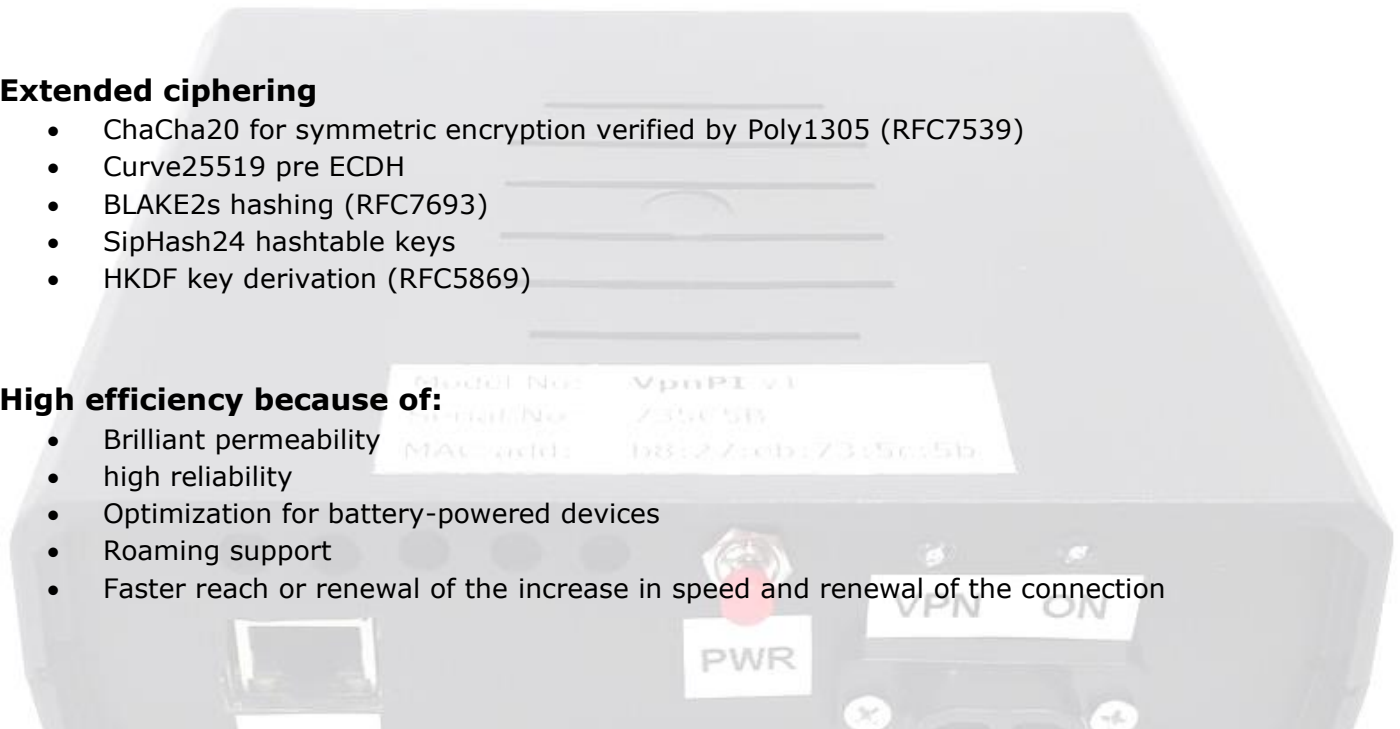 Extended ciphering
• ChaCha20 for symmetric encryption verified by Poly1305 (RFC7539)
• Curve25519 pre ECDH
• BLAKE2s hashing (RFC7693)
• SipHash24 hashtable keys
• HKDF key derivation (RFC5869)
High efficiency because of:
Model No: VpnPI v1
Serial No: 735C5B
MAC add: b8:27:eb:73:5c:5b
• Brilliant permeability
• high reliability
• Optimization for battery-powered devices
• Roaming support
• Faster reach or renewal of the increase in speed and renewal of the connection
VPN ON
PWR